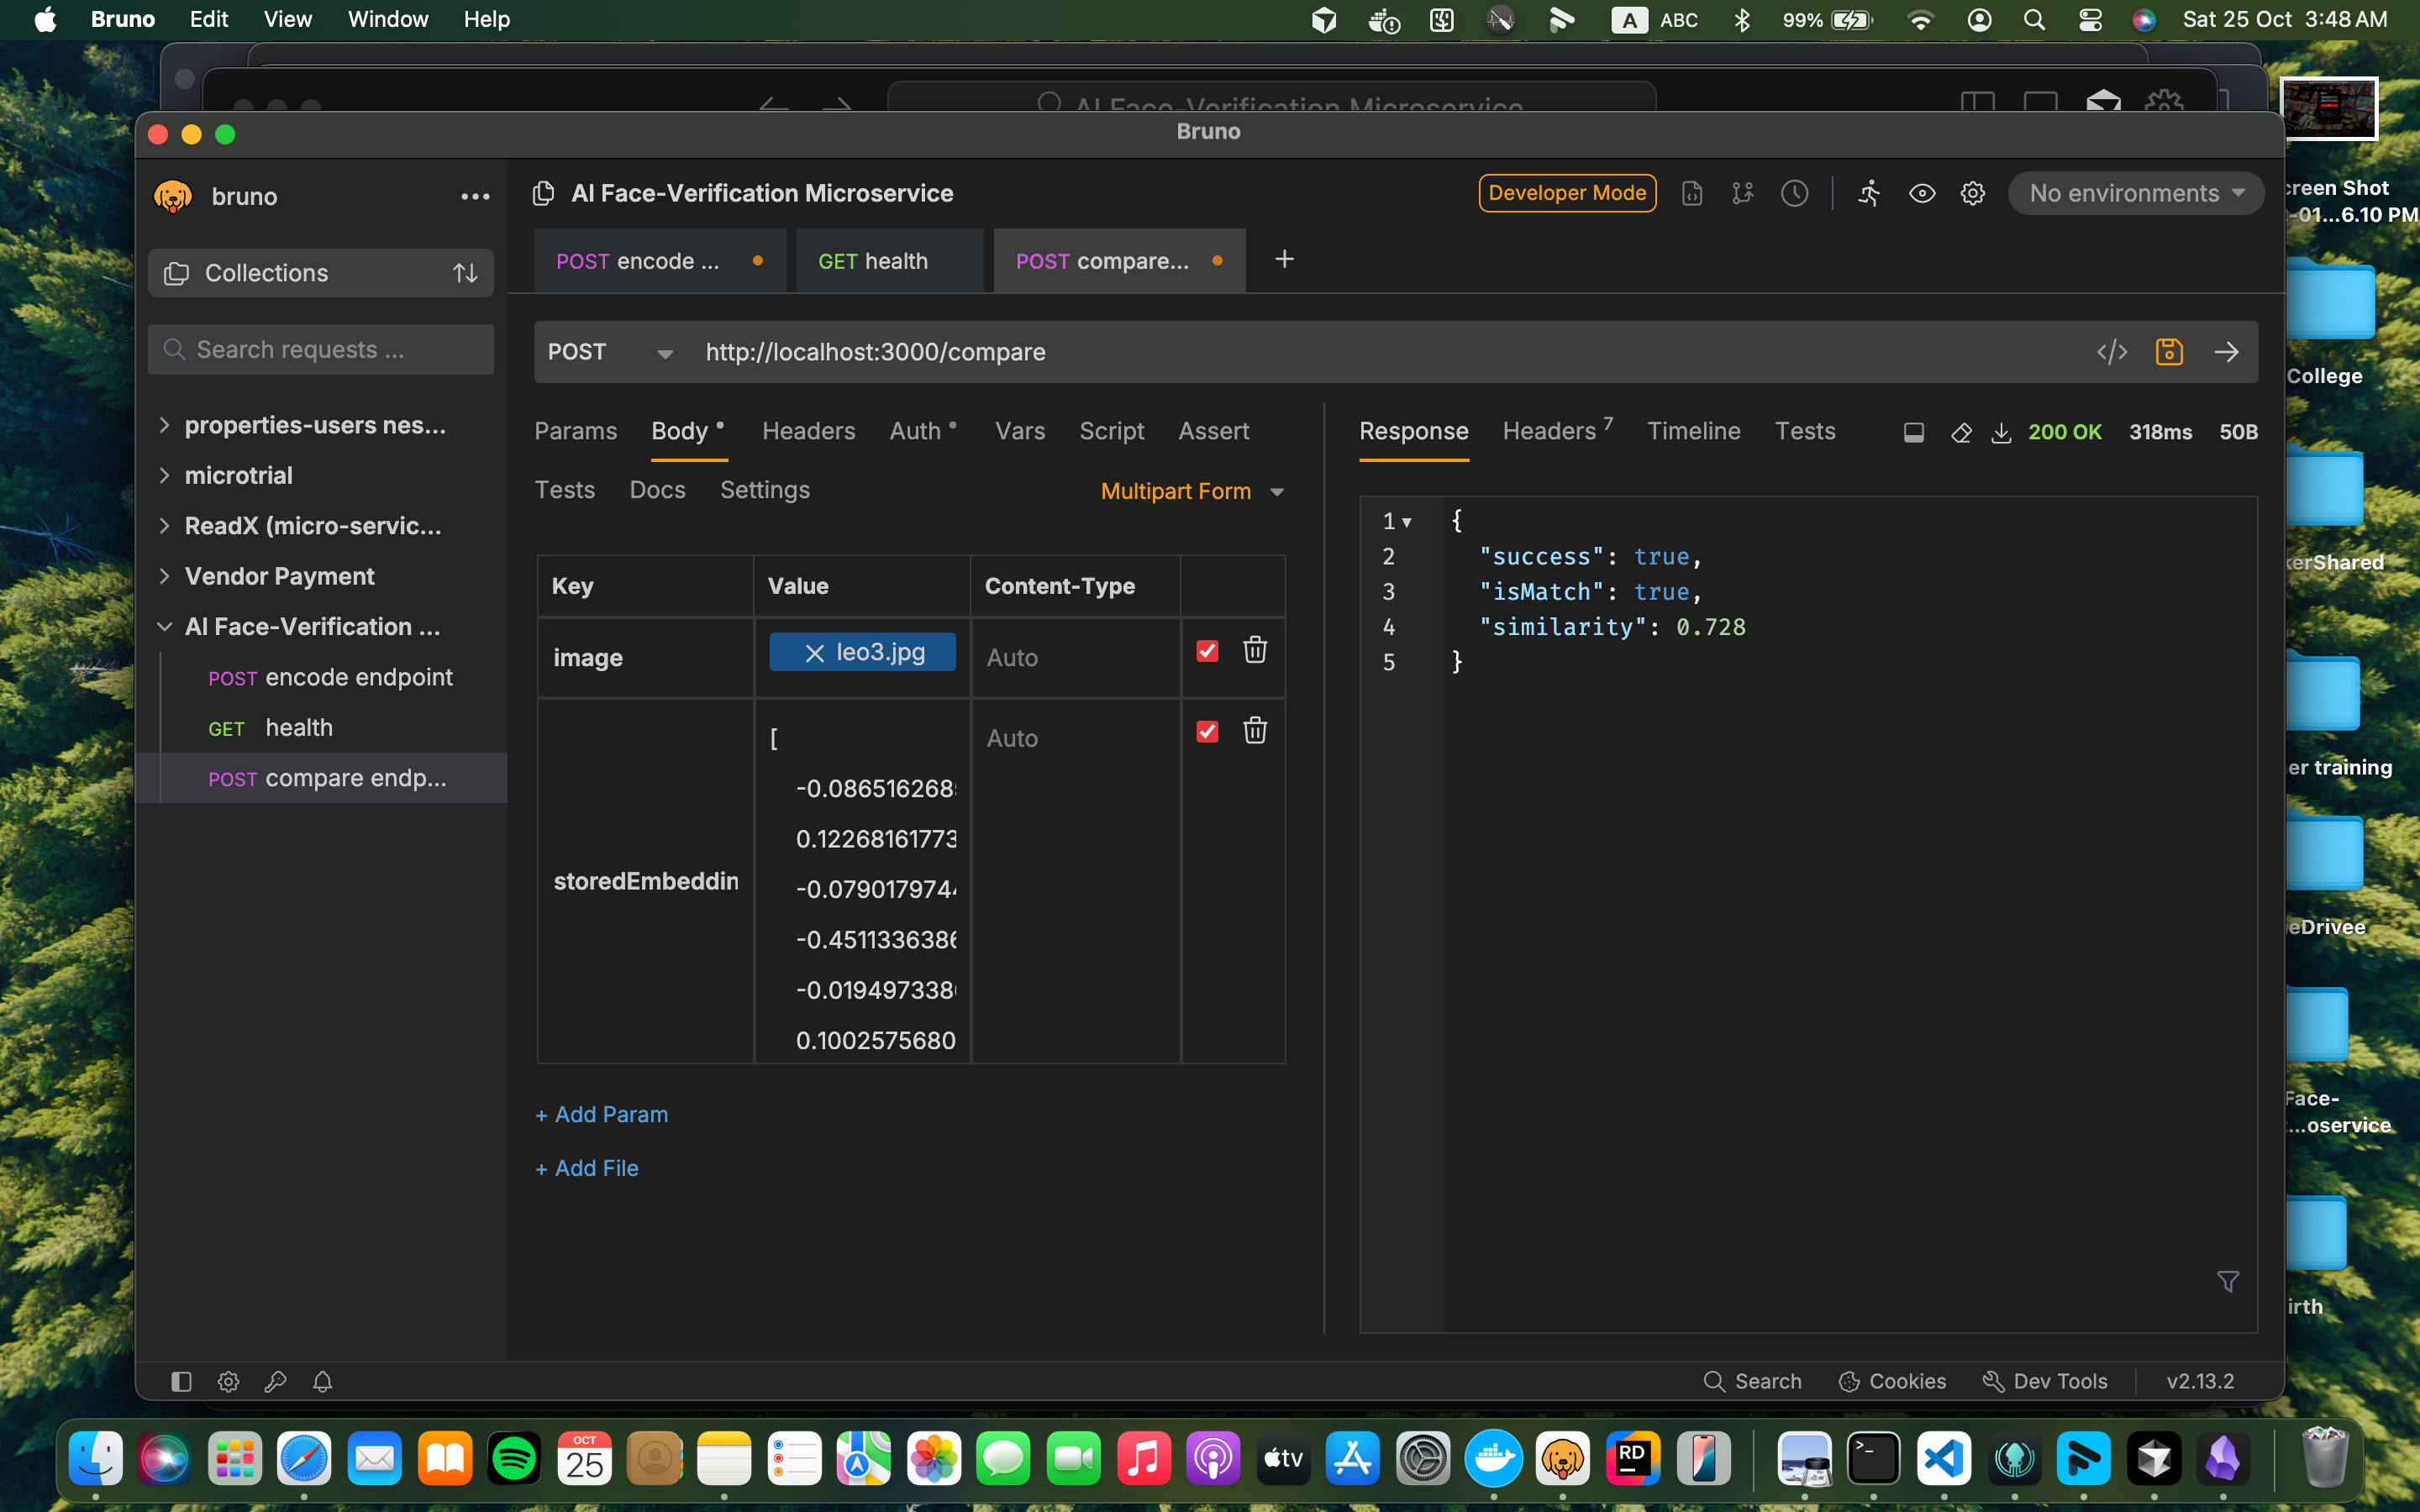 Bruno Edit View Window Help
A ABC 99% Sat 25 Oct 3:48 AM
AI Face-Verification Microservice
Bruno
bruno
AI Face-Verification Microservice
Developer Mode
No environments
Collections
POST encode ...
GET health
POST compare...
Search requests ...
POST
http://localhost:3000/compare
properties-users nes...
microtrial
ReadX (micro-servic...
Vendor Payment
AI Face-Verification ...
POST encode endpoint
GET health
POST compare endp...
Params Body Headers Auth Vars Script Assert
Tests Docs Settings
Multipart Form
Key Value Content-Type
image
leo3.jpg
Auto
storedEmbeddin
[
-0.086516268
0.12268161773
-0.079017974
-0.451133638
-0.019497338
0.1002575680
Auto
+ Add Param
+ Add File
Response Headers 7 Timeline Tests
200 OK 318ms 50B
1 {
2 "success": true,
3 "isMatch": true,
4 "similarity": 0.728
5 }
Search Cookies Dev Tools v2.13.2
creen Shot
-01...6.10 PM
College
kerShared
er training
eDrivee
Face-
...oservice
irth
OCT
25
tv
RD